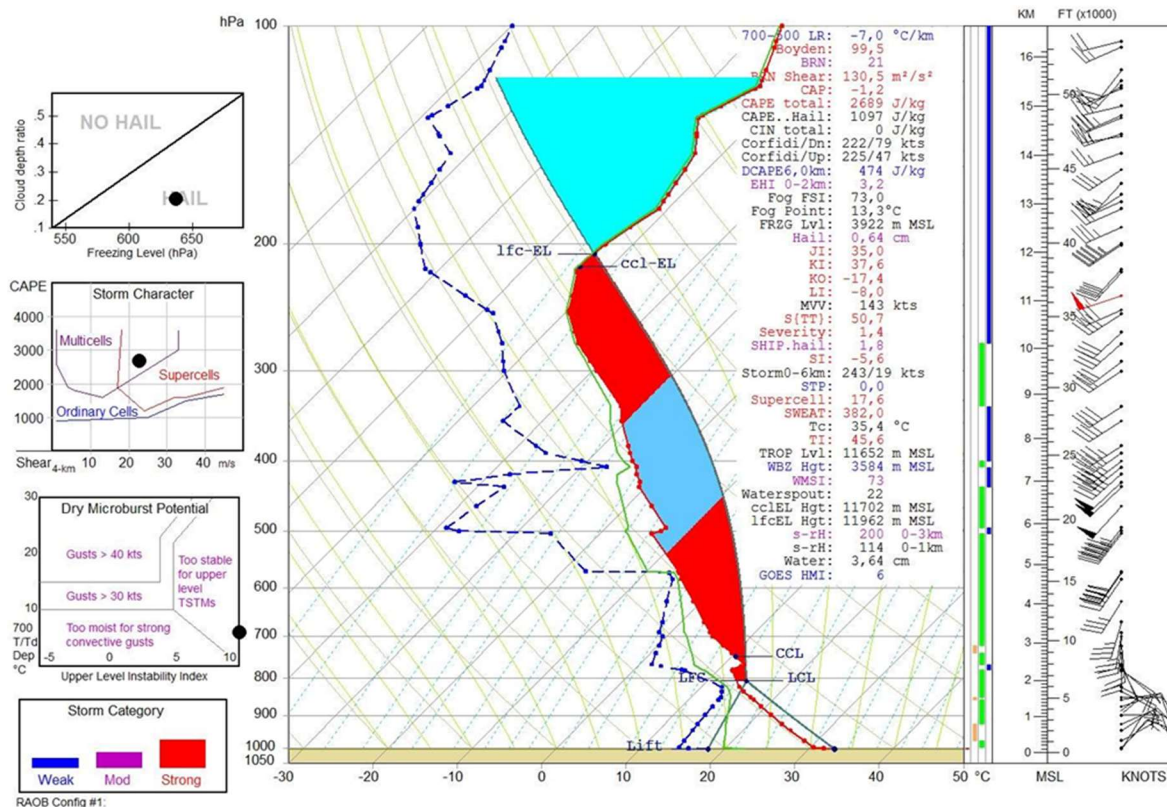 hPa
100
200
300
400
500
600
700
800
900
1000
1050
-30
-20
-10
0
10
20
30
40
50
°C
lfc-EL
ccl-EL
CCL
LFC
LCL
Lift
700-500 LR: -7,0 °C/km
Boyden: 99,5
BRN: 21
BRN Shear: 130,5 m²/s²
CAP: -1,2
CAPE total: 2689 J/kg
CAPE..Hail: 1097 J/kg
CIN total: 0 J/kg
Corfidi/Dn: 222/79 kts
Corfidi/Up: 225/47 kts
DCAPE6,0km: 474 J/kg
EHI 0-2km: 3,2
Fog FSI: 73,0
Fog Point: 13,3°C
FRZG Lvl: 3922 m MSL
Hail: 0,64 cm
JI: 35,0
KI: 37,6
KO: -17,4
LI: -8,0
MVV: 143 kts
S{TT}: 50,7
Severity: 1,4
SHIP.hail: 1,8
SI: -5,6
Storm0-6km: 243/19 kts
STP: 0,0
Supercell: 17,6
SWEAT: 382,0
Tc: 35,4 °C
TI: 45,6
TROP Lvl: 11652 m MSL
WBZ Hgt: 3584 m MSL
WMSI: 73
Waterspout: 22
cclEL Hgt: 11702 m MSL
lfcEL Hgt: 11962 m MSL
s-rH: 200 0-3km
s-rH: 114 0-1km
Water: 3,64 cm
GOES HMI: 6
KM
FT (x1000)
16
15
14
13
12
11
10
9
8
7
6
5
4
3
2
1
0
50
45
40
35
30
25
20
15
10
5
0
MSL
KNOTS
Cloud depth ratio
.5
.4
.3
.2
.1
NO HAIL
HAIL
550
600
650
Freezing Level (hPa)
CAPE
Storm Character
4000
3000
2000
1000
Multicells
Supercells
Ordinary Cells
Shear 4-km
10
20
30
40
m/s
30
20
10
Dry Microburst Potential
Gusts > 40 kts
Gusts > 30 kts
Too stable
for upper
level
TSTMs
Too moist for strong
convective gusts
700
T/Td
Dep
°C
-5
0
5
10
Upper Level Instability Index
Storm Category
Weak
Mod
Strong
RAOB Config #1: